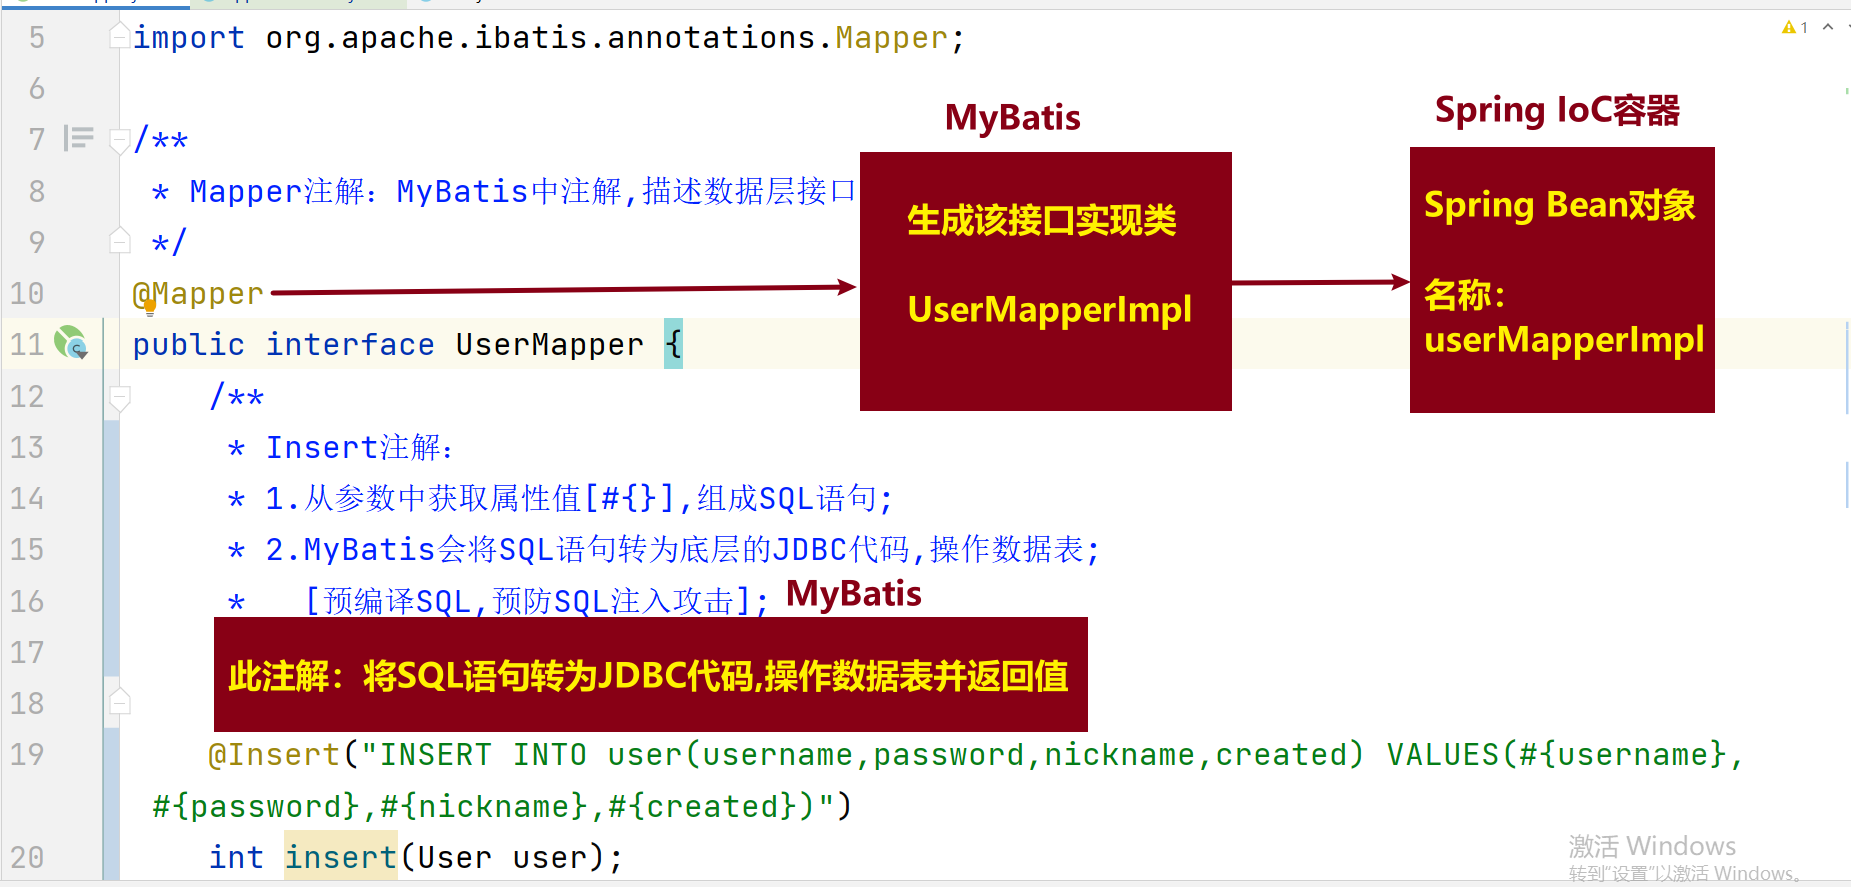 5 import org.apache.ibatis.annotations.Mapper;
1
6
MyBatis
Spring IoC容器
7 /**
8 * Mapper注解：MyBatis中注解,描述数据层接口
9 */
生成该接口实现类
UserMapperImpl
Spring Bean对象
名称：
userMapperImpl
10 @Mapper
11 public interface UserMapper {
12 /**
13 * Insert注解：
14 * 1.从参数中获取属性值[#{}],组成SQL语句;
15 * 2.MyBatis会将SQL语句转为底层的JDBC代码,操作数据表;
16 * [预编译SQL,预防SQL注入攻击];
MyBatis
17
此注解：将SQL语句转为JDBC代码,操作数据表并返回值
18
19 @Insert("INSERT INTO user(username,password,nickname,created) VALUES(#{username},
#{password},#{nickname},#{created})")
20 int insert(User user);
激活 Windows
转到"设置"以激活 Windows。